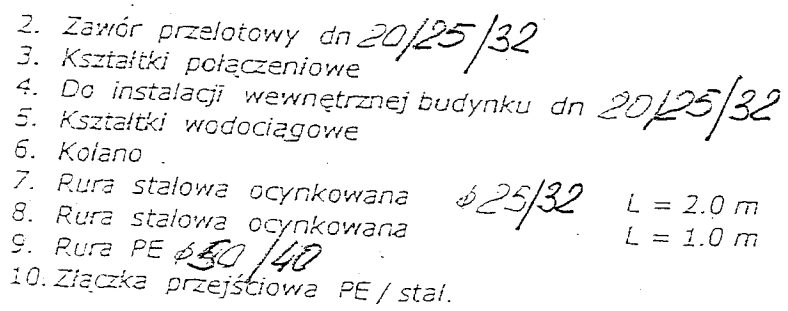 2. Zawór przelotowy dn 20/25/32
3. Kształtki połączeniowe
4. Do instalacji wewnętrznej budynku dn 20/25/32
5. Kształtki wodociągowe
6. Kolano
7. Rura stalowa ocynkowana ϕ25/32 L = 2.0 m
8. Rura stalowa ocynkowana L = 1.0 m
9. Rura PE ϕ50/40
10. Złączka przejściowa PE / stal.